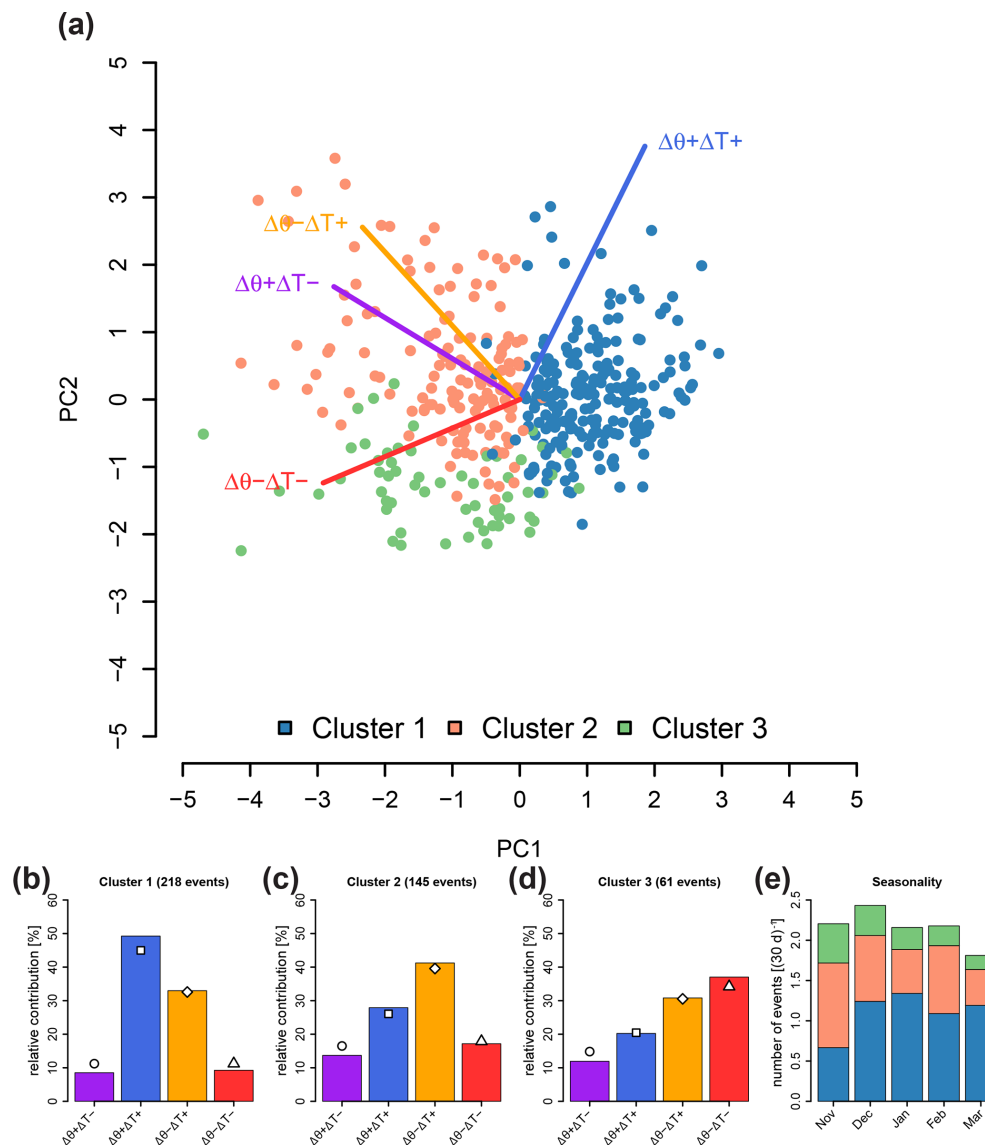 (a)
PC2
5
4
3
2
1
0
−1
−2
−3
−4
−5
Δθ+ΔT+
Δθ−ΔT+
Δθ+ΔT−
Δθ−ΔT−
Cluster 1 Cluster 2 Cluster 3
−5 −4 −3 −2 −1 0 1 2 3 4 5
PC1
(b)
Cluster 1 (218 events)
relative contribution [%]
60
50
40
30
20
10
0
Δθ+ΔT− Δθ+ΔT+ Δθ−ΔT+ Δθ−ΔT−
(c)
Cluster 2 (145 events)
relative contribution [%]
60
50
40
30
20
10
0
Δθ+ΔT− Δθ+ΔT+ Δθ−ΔT+ Δθ−ΔT−
(d)
Cluster 3 (61 events)
relative contribution [%]
60
50
40
30
20
10
0
Δθ+ΔT− Δθ+ΔT+ Δθ−ΔT+ Δθ−ΔT−
(e)
Seasonality
number of events [(30 d)⁻¹]
2.5
2.0
1.5
1.0
0.5
0.0
Nov Dec Jan Feb Mar